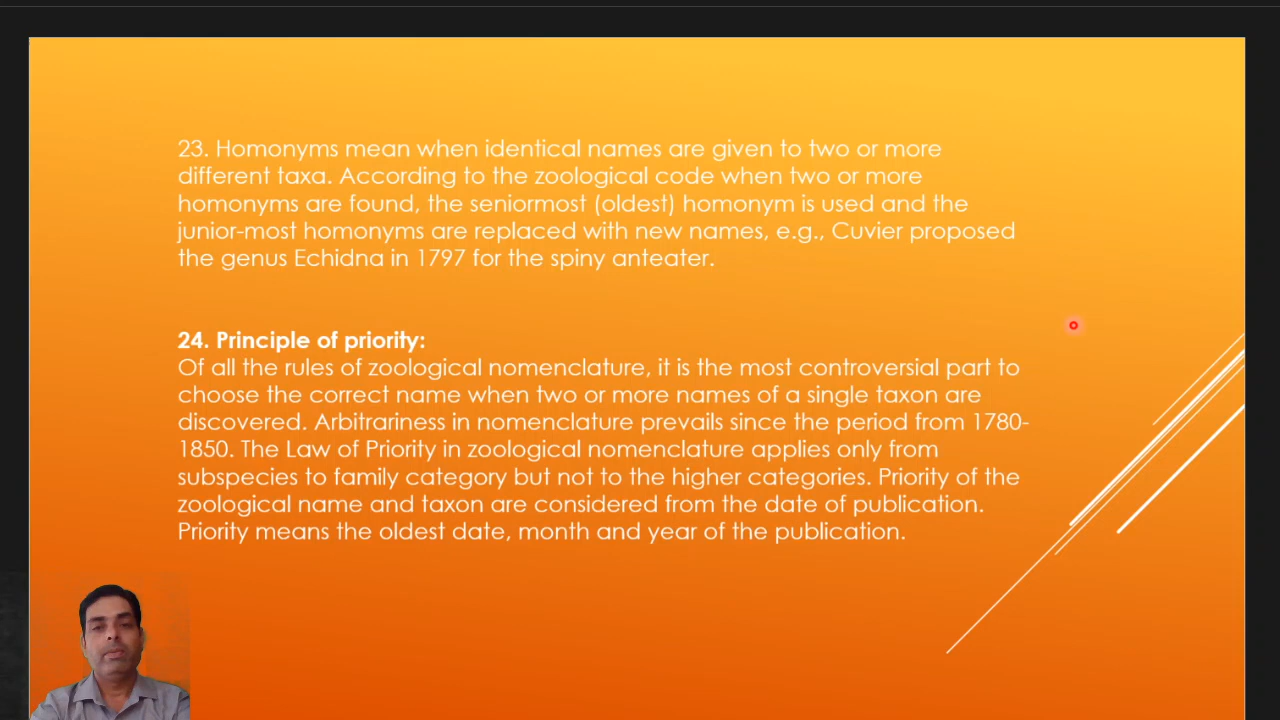 23. Homonyms mean when identical names are given to two or more
different taxa. According to the zoological code when two or more
homonyms are found, the seniormost (oldest) homonym is used and the
junior-most homonyms are replaced with new names, e.g., Cuvier proposed
the genus Echidna in 1797 for the spiny anteater.
24. Principle of priority:
Of all the rules of zoological nomenclature, it is the most controversial part to
choose the correct name when two or more names of a single taxon are
discovered. Arbitrariness in nomenclature prevails since the period from 1780-
1850. The Law of Priority in zoological nomenclature applies only from
subspecies to family category but not to the higher categories. Priority of the
zoological name and taxon are considered from the date of publication.
Priority means the oldest date, month and year of the publication.